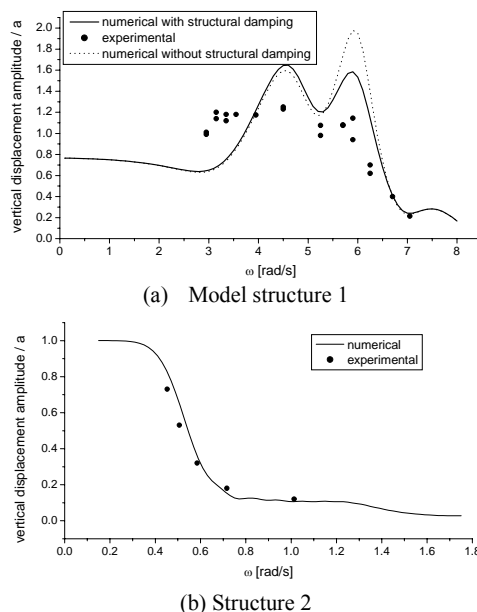 numerical with structural damping
experimental
numerical without structural damping
vertical displacement amplitude / a
2.2
2.0
1.8
1.6
1.4
1.2
1.0
0.8
0.6
0.4
0.2
0.0
0 1 2 3 4 5 6 7 8
ω [rad/s]
(a) Model structure 1
numerical
experimental
vertical displacement amplitude / a
1.0
0.8
0.6
0.4
0.2
0.0
0.0 0.2 0.4 0.6 0.8 1.0 1.2 1.4 1.6 1.8
ω [rad/s]
(b) Structure 2